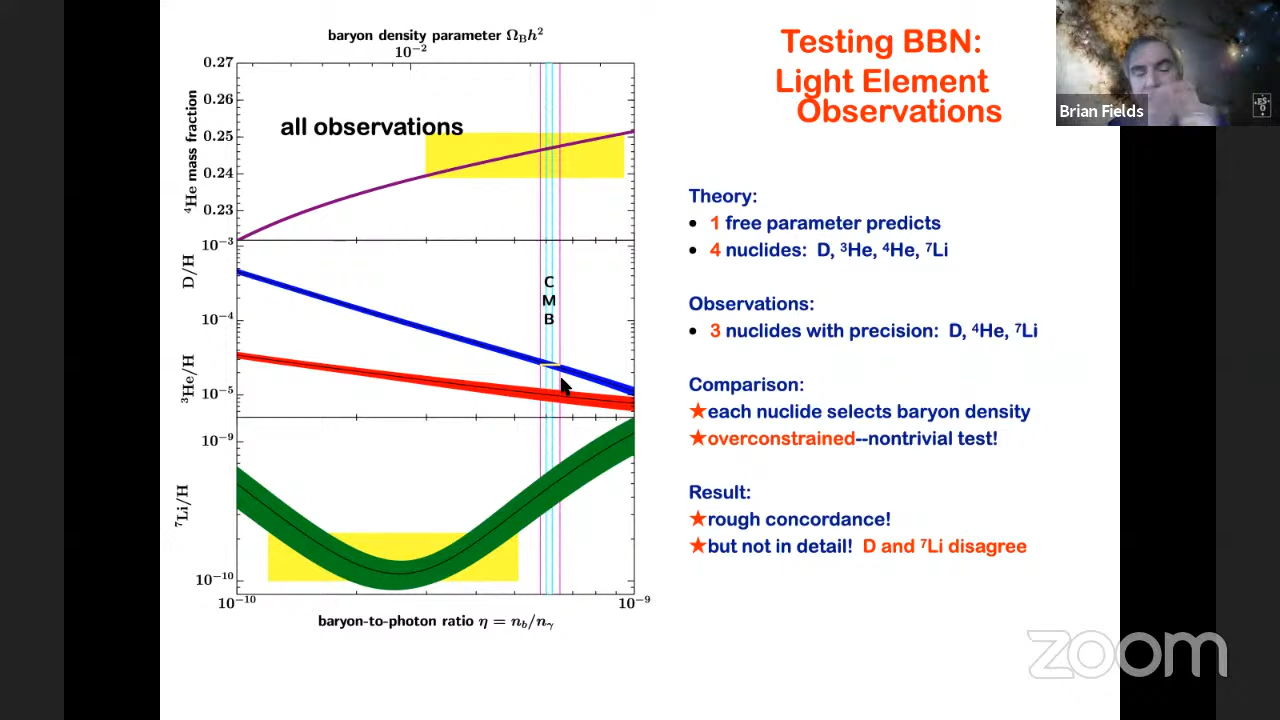 baryon density parameter Ω_B h²
10⁻²
0.27
0.26
0.25
0.24
0.23
⁴He mass fraction
all observations
10⁻³
10⁻⁴
10⁻⁵
D/H
³He/H
C
M
B
10⁻⁹
10⁻¹⁰
⁷Li/H
10⁻¹⁰
10⁻⁹
baryon-to-photon ratio η = n_b/n_γ
Testing BBN:
Light Element
Observations
Theory:
• 1 free parameter predicts
• 4 nuclides: D, ³He, ⁴He, ⁷Li
Observations:
• 3 nuclides with precision: D, ⁴He, ⁷Li
Comparison:
★each nuclide selects baryon density
★overconstrained--nontrivial test!
Result:
★rough concordance!
★but not in detail! D and ⁷Li disagree
Brian Fields
zoom